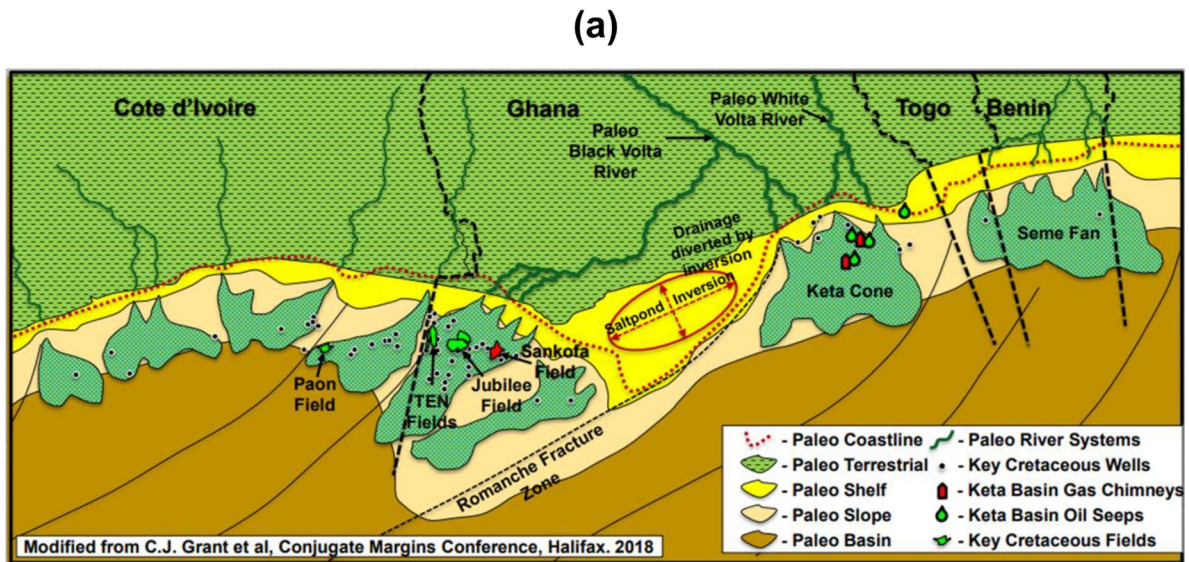 (a)
Cote d'Ivoire
Ghana
Togo
Benin
Paleo White
Volta River
Paleo
Black Volta
River
Drainage
diverted by
inversion
Saltpond Inversion
Keta Cone
Seme Fan
Paon
Field
TEN
Fields
Jubilee
Field
Sankofa
Field
Romanche Fracture
Zone
- Paleo Coastline
- Paleo Terrestrial
- Paleo Shelf
- Paleo Slope
- Paleo Basin
- Paleo River Systems
- Key Cretaceous Wells
- Keta Basin Gas Chimneys
- Keta Basin Oil Seeps
- Key Cretaceous Fields
Modified from C.J. Grant et al, Conjugate Margins Conference, Halifax. 2018